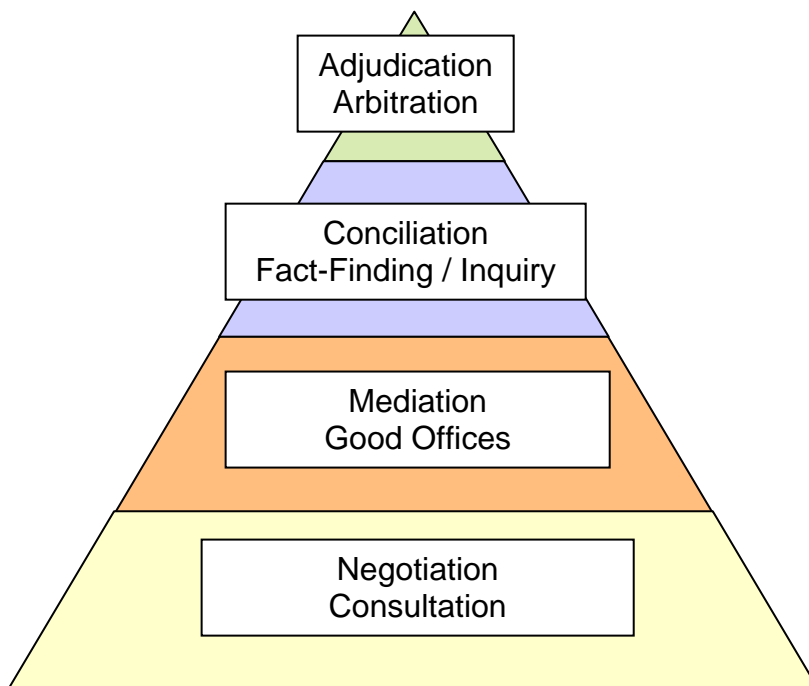 Adjudication
Arbitration
Conciliation
Fact-Finding / Inquiry
Mediation
Good Offices
Negotiation
Consultation